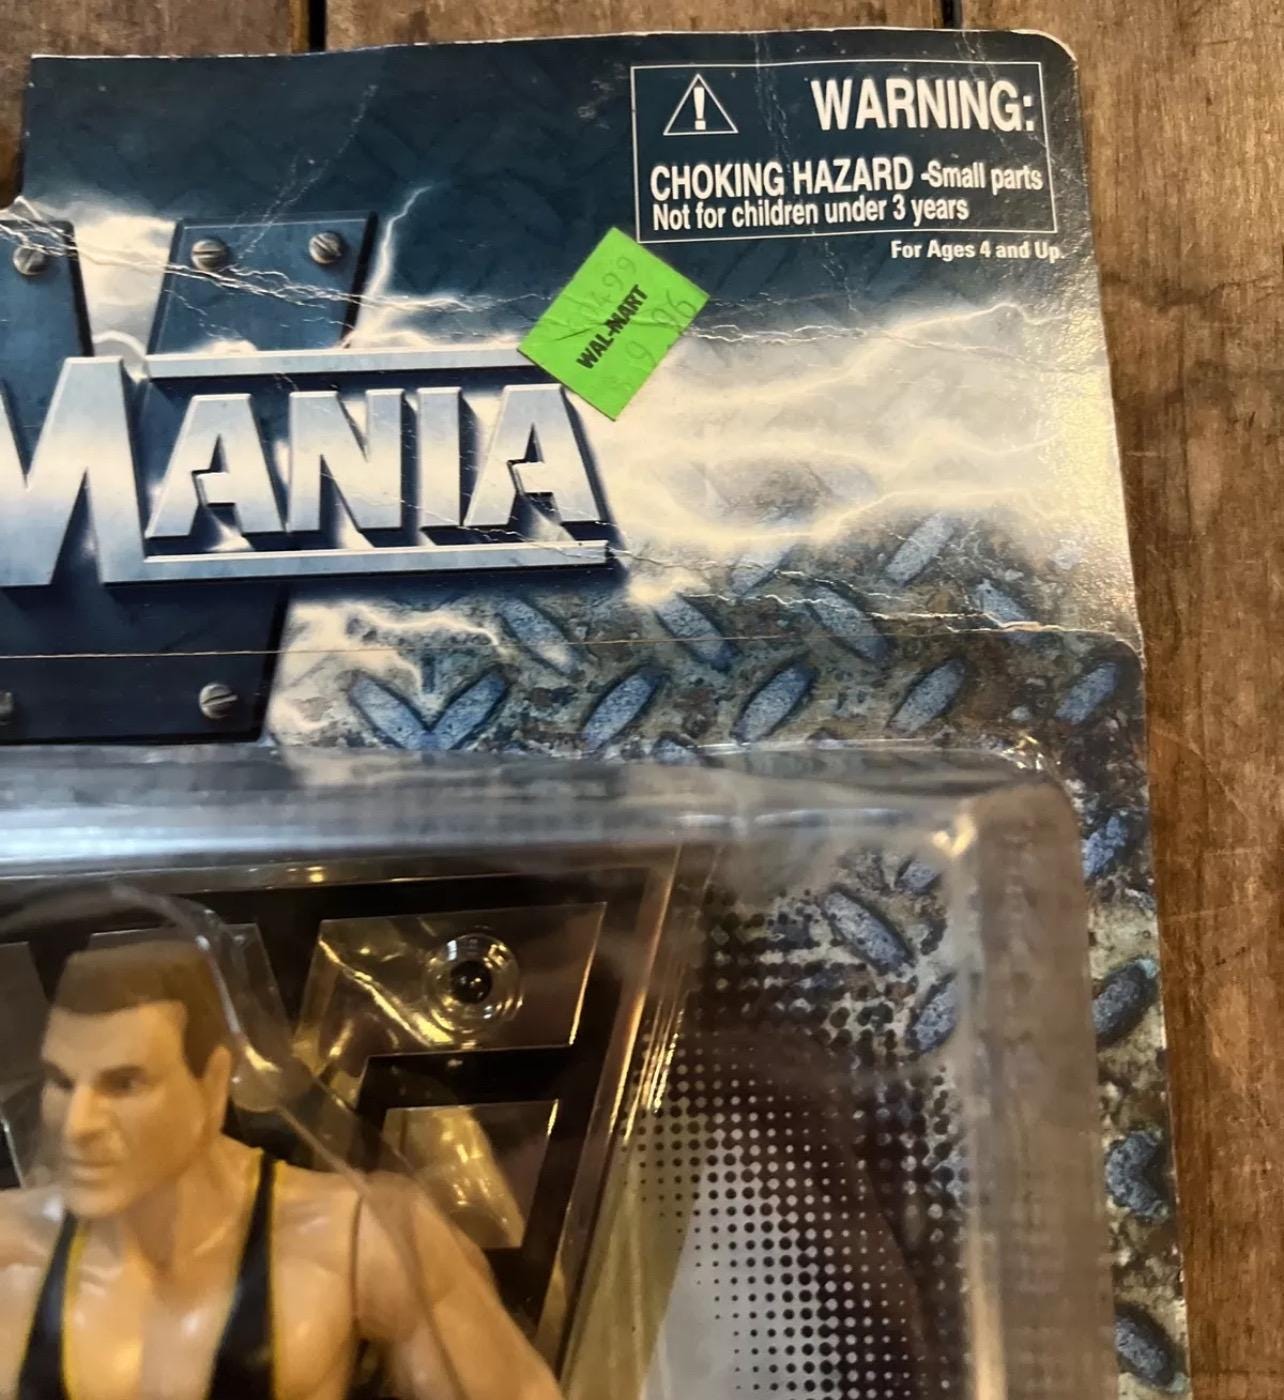 WARNING:
CHOKING HAZARD -Small parts
Not for children under 3 years
For Ages 4 and Up.
WAL-MART
MANIA